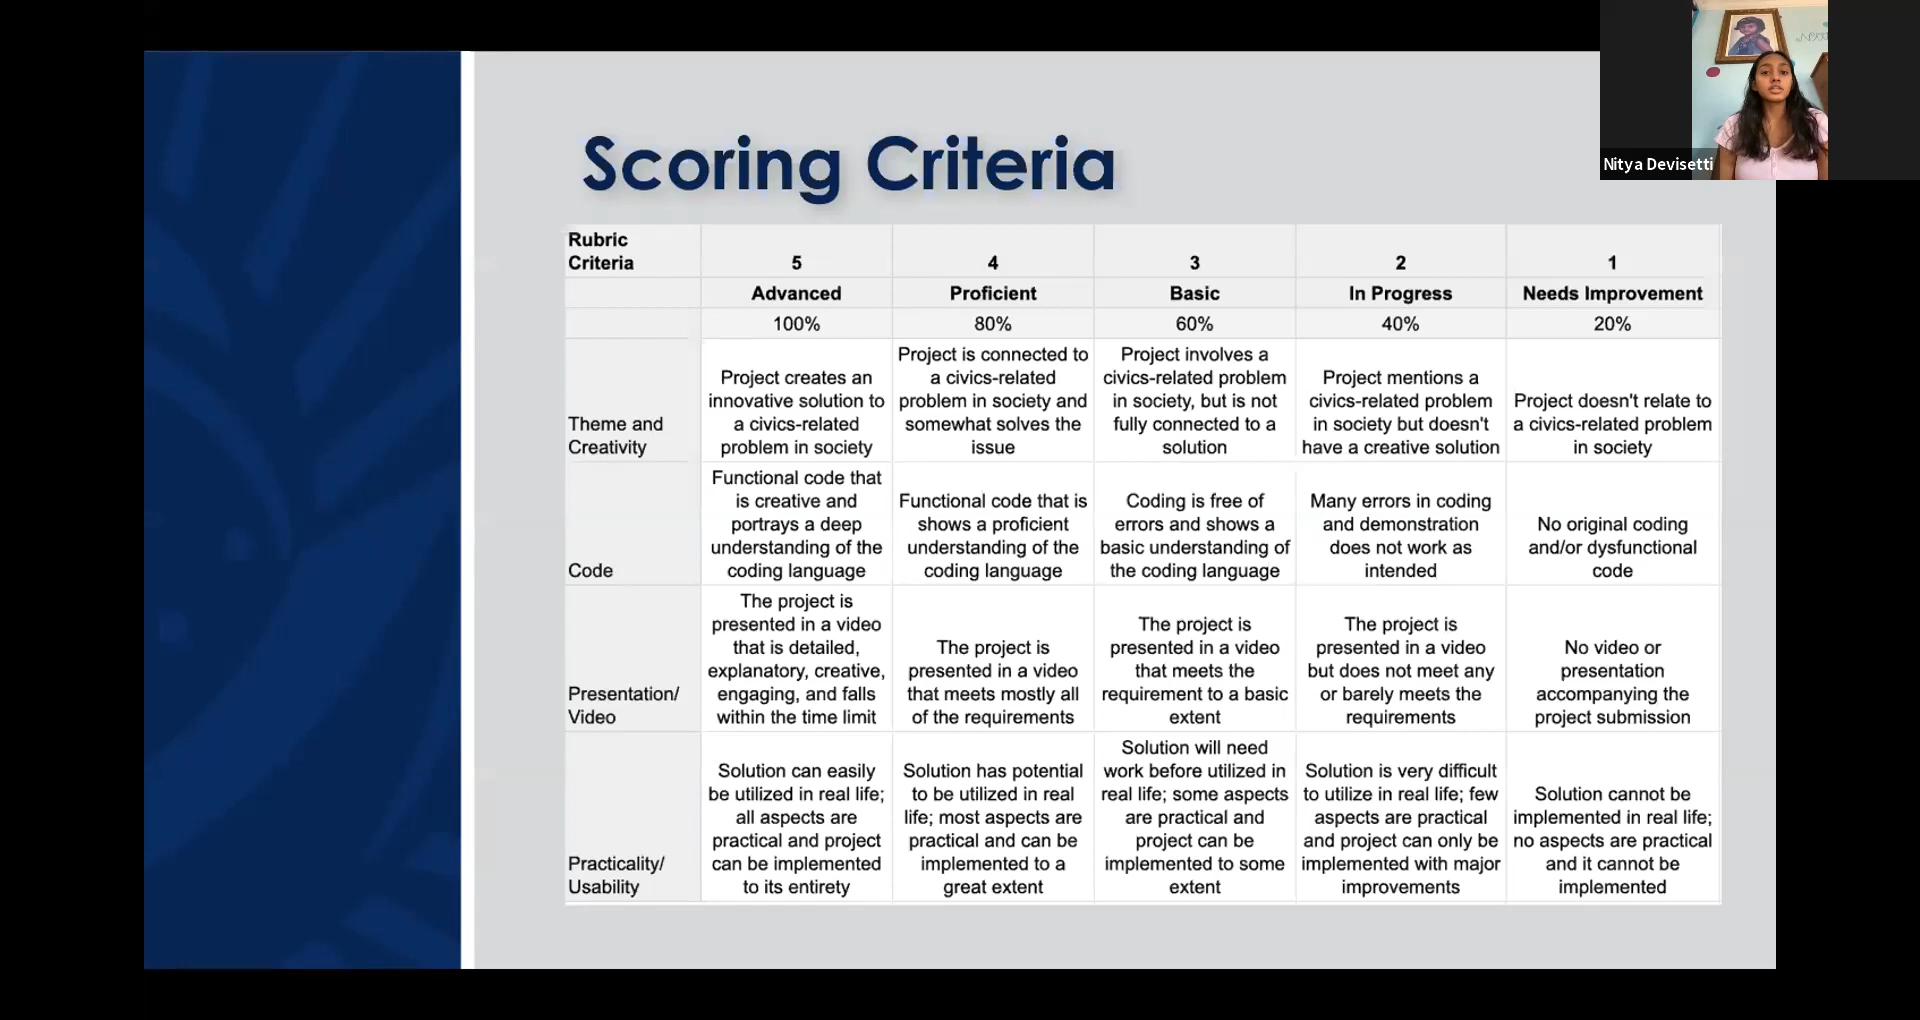 Nitya Devisetti
Scoring Criteria
Rubric
Criteria
5
4
3
2
1
Advanced
Proficient
Basic
In Progress
Needs Improvement
100%
80%
60%
40%
20%
Theme and
Creativity
Project creates an
innovative solution to
a civics-related
problem in society
Project is connected to
a civics-related
problem in society and
somewhat solves the
issue
Project involves a
civics-related problem
in society, but is not
fully connected to a
solution
Project mentions a
civics-related problem
in society but doesn't
have a creative solution
Project doesn't relate to
a civics-related problem
in society
Code
Functional code that
is creative and
portrays a deep
understanding of the
coding language
Functional code that is
shows a proficient
understanding of the
coding language
Coding is free of
errors and shows a
basic understanding of
the coding language
Many errors in coding
and demonstration
does not work as
intended
No original coding
and/or dysfunctional
code
Presentation/
Video
The project is
presented in a video
that is detailed,
explanatory, creative,
engaging, and falls
within the time limit
The project is
presented in a video
that meets mostly all
of the requirements
The project is
presented in a video
that meets the
requirement to a basic
extent
The project is
presented in a video
but does not meet any
or barely meets the
requirements
No video or
presentation
accompanying the
project submission
Practicality/
Usability
Solution can easily
be utilized in real life;
all aspects are
practical and project
can be implemented
to its entirety
Solution has potential
to be utilized in real
life; most aspects are
practical and can be
implemented to a
great extent
Solution will need
work before utilized in
real life; some aspects
are practical and
project can be
implemented to some
extent
Solution is very difficult
to utilize in real life; few
aspects are practical
and project can only be
implemented with major
improvements
Solution cannot be
implemented in real life;
no aspects are practical
and it cannot be
implemented